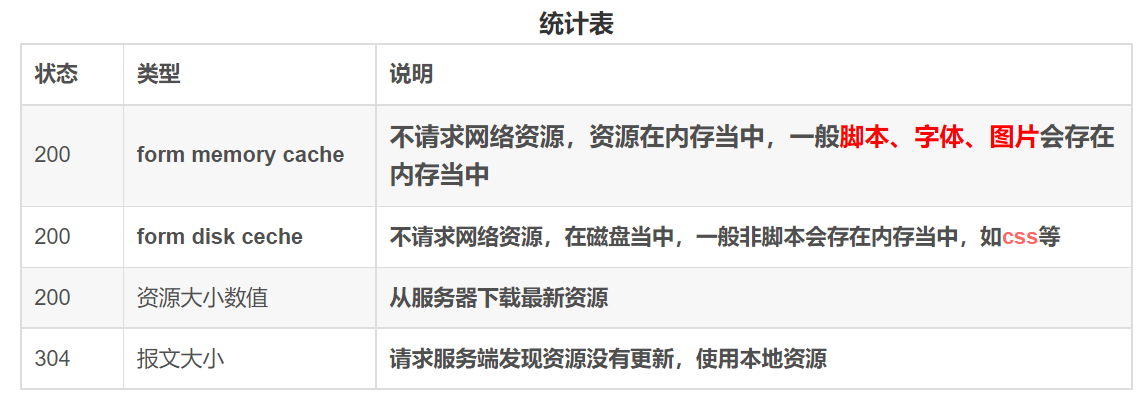 统计表
状态 类型 说明
200 form memory cache 不请求网络资源，资源在内存当中，一般脚本、字体、图片会存在
内存当中
200 form disk ceche 不请求网络资源，在磁盘当中，一般非脚本会存在内存当中，如css等
200 资源大小数值 从服务器下载最新资源
304 报文大小 请求服务端发现资源没有更新，使用本地资源